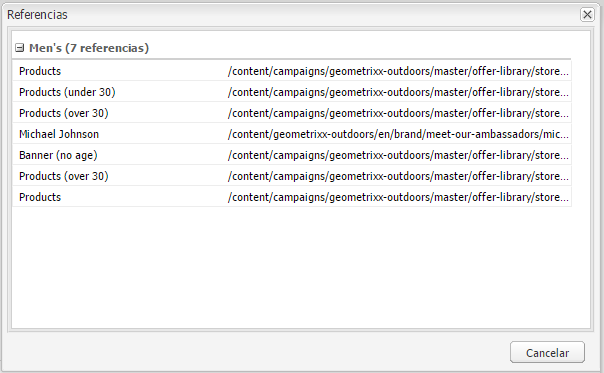 Referencias
Men's (7 referencias)
Products /content/campaigns/geometrixx-outdoors/master/offer-library/store...
Products (under 30) /content/campaigns/geometrixx-outdoors/master/offer-library/store...
Products (over 30) /content/campaigns/geometrixx-outdoors/master/offer-library/store...
Michael Johnson /content/geometrixx-outdoors/en/brand/meet-our-ambassadors/mic...
Banner (no age) /content/campaigns/geometrixx-outdoors/master/offer-library/store...
Products (over 30) /content/campaigns/geometrixx-outdoors/master/offer-library/store...
Products /content/campaigns/geometrixx-outdoors/master/offer-library/store...
Cancelar